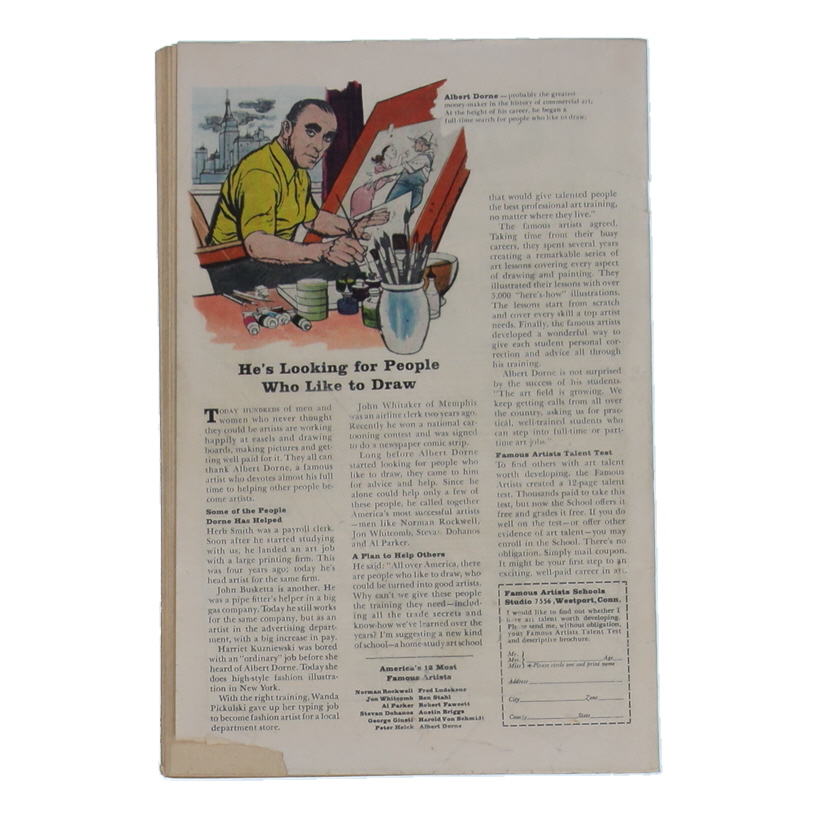 Albert Dorne — probably the greatest
money-maker in the history of commercial art.
At the height of his career, he began a
full-time search for people who like to draw.
He's Looking for People
Who Like to Draw
TODAY HUNDREDS of men and
women who never thought
they could be artists are working
happily at easels and drawing
boards, making pictures and get-
ting well paid for it. They all can
thank Albert Dorne, a famous
artist who devotes almost his full
time to helping other people be-
come artists.
Some of the People
Dorne Has Helped
Herb Smith was a payroll clerk.
Soon after he started studying
with us, he landed an art job
with a large printing firm. This
was four years ago; today he's
head artist for the same firm.
John Busketta is another. He
was a pipe fitter's helper in a big
gas company. Today he still works
for the same company, but as an
artist in the advertising depart-
ment, with a big increase in pay.
Harriet Kuzniewski was bored
with an "ordinary" job before she
heard of Albert Dorne. Today she
does high-style fashion illustra-
tion in New York.
With the right training, Wanda
Pickulski gave up her typing job
to become fashion artist for a local
department store.
John Whitaker of Memphis
was an airline clerk two years ago.
Recently he won a national car-
tooning contest and was signed
to do a newspaper comic strip.
Long before Albert Dorne
started looking for people who
like to draw, they came to him
for advice and help. Since he
alone could help only a few of
these people, he called together
America's most successful artists
—men like Norman Rockwell,
Jon Whitcomb, Stevan Dohanos
and Al Parker.
A Plan to Help Others
He said: "All over America, there
are people who like to draw, who
could be turned into good artists.
Why can't we give these people
the training they need—includ-
ing all the trade secrets and
know-how we've learned over the
years? I'm suggesting a new kind
of school—a home-study art school
America's 12 Most
Famous Artists
Norman Rockwell Fred Ludekens
Jon Whitcomb Ben Stahl
Al Parker Robert Fawcett
Stevan Dohanos Austin Briggs
George Giusti Harold Von Schmidt
Peter Helck Albert Dorne
that would give talented people
the best professional art training,
no matter where they live."
The famous artists agreed.
Taking time from their busy
careers, they spent several years
creating a remarkable series of
art lessons covering every aspect
of drawing and painting. They
illustrated their lessons with over
5,000 "here's-how" illustrations.
The lessons start from scratch
and cover every skill a top artist
needs. Finally, the famous artists
developed a wonderful way to
give each student personal cor-
rection and advice all through
his training.
Albert Dorne is not surprised
by the success of his students.
"The art field is growing. We
keep getting calls from all over
the country, asking us for prac-
tical, well-trained students who
can step into full-time or part-
time art jobs."
Famous Artists Talent Test
To find others with art talent
worth developing, the Famous
Artists created a 12-page talent
test. Thousands paid to take this
test, but now the School offers it
free and grades it free. If you do
well on the test—or offer other
evidence of art talent—you may
enroll in the School. There's no
obligation. Simply mail coupon.
It might be your first step to an
exciting, well-paid career in art.
Famous Artists Schools
Studio 7556, Westport, Conn.
I would like to find out whether I
have art talent worth developing.
Please send me, without obligation,
your Famous Artists Talent Test
and descriptive brochure.
Mr.
Mrs. Age
Miss Please circle one and print name
Address
City Zone
County State